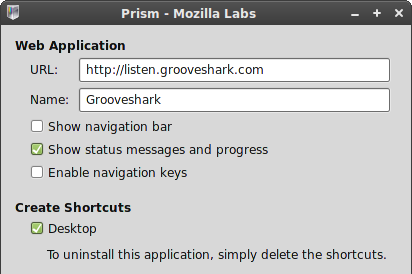 Prism - Mozilla Labs
Web Application
URL: http://listen.grooveshark.com
Name: Grooveshark
Show navigation bar
Show status messages and progress
Enable navigation keys
Create Shortcuts
Desktop
To uninstall this application, simply delete the shortcuts.